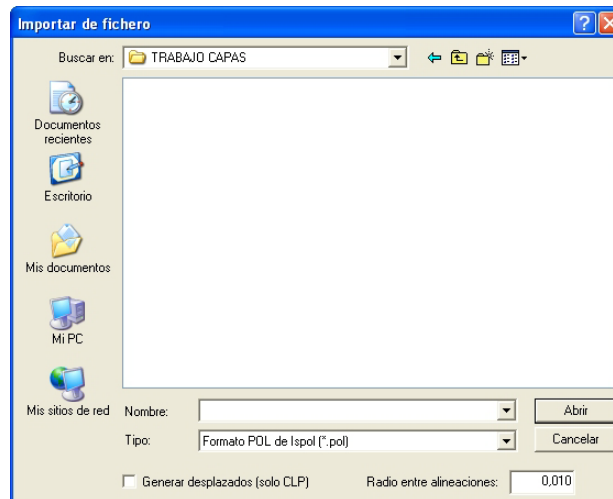 Importar de fichero
Buscar en: TRABAJO CAPAS
Documentos
recientes
Escritorio
Mis documentos
Mi PC
Mis sitios de red
Nombre:
Abrir
Tipo: Formato POL de Ispol (*.pol)
Cancelar
Generar desplazados (solo CLP)
Radio entre alineaciones: 0,010